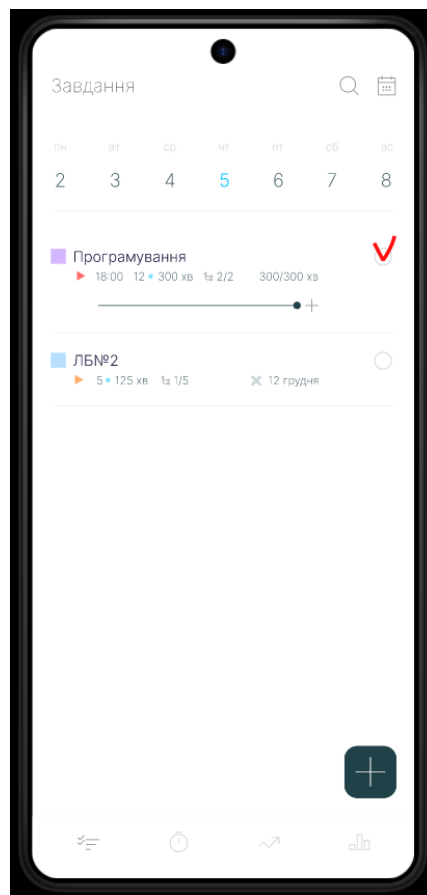 Завдання
пн вт ср чт пт сб вс
2 3 4 5 6 7 8
Програмування
18:00 12 300 хв 2/2 300/300 хв
ЛБ№2
5 125 хв 1/5 12 грудня